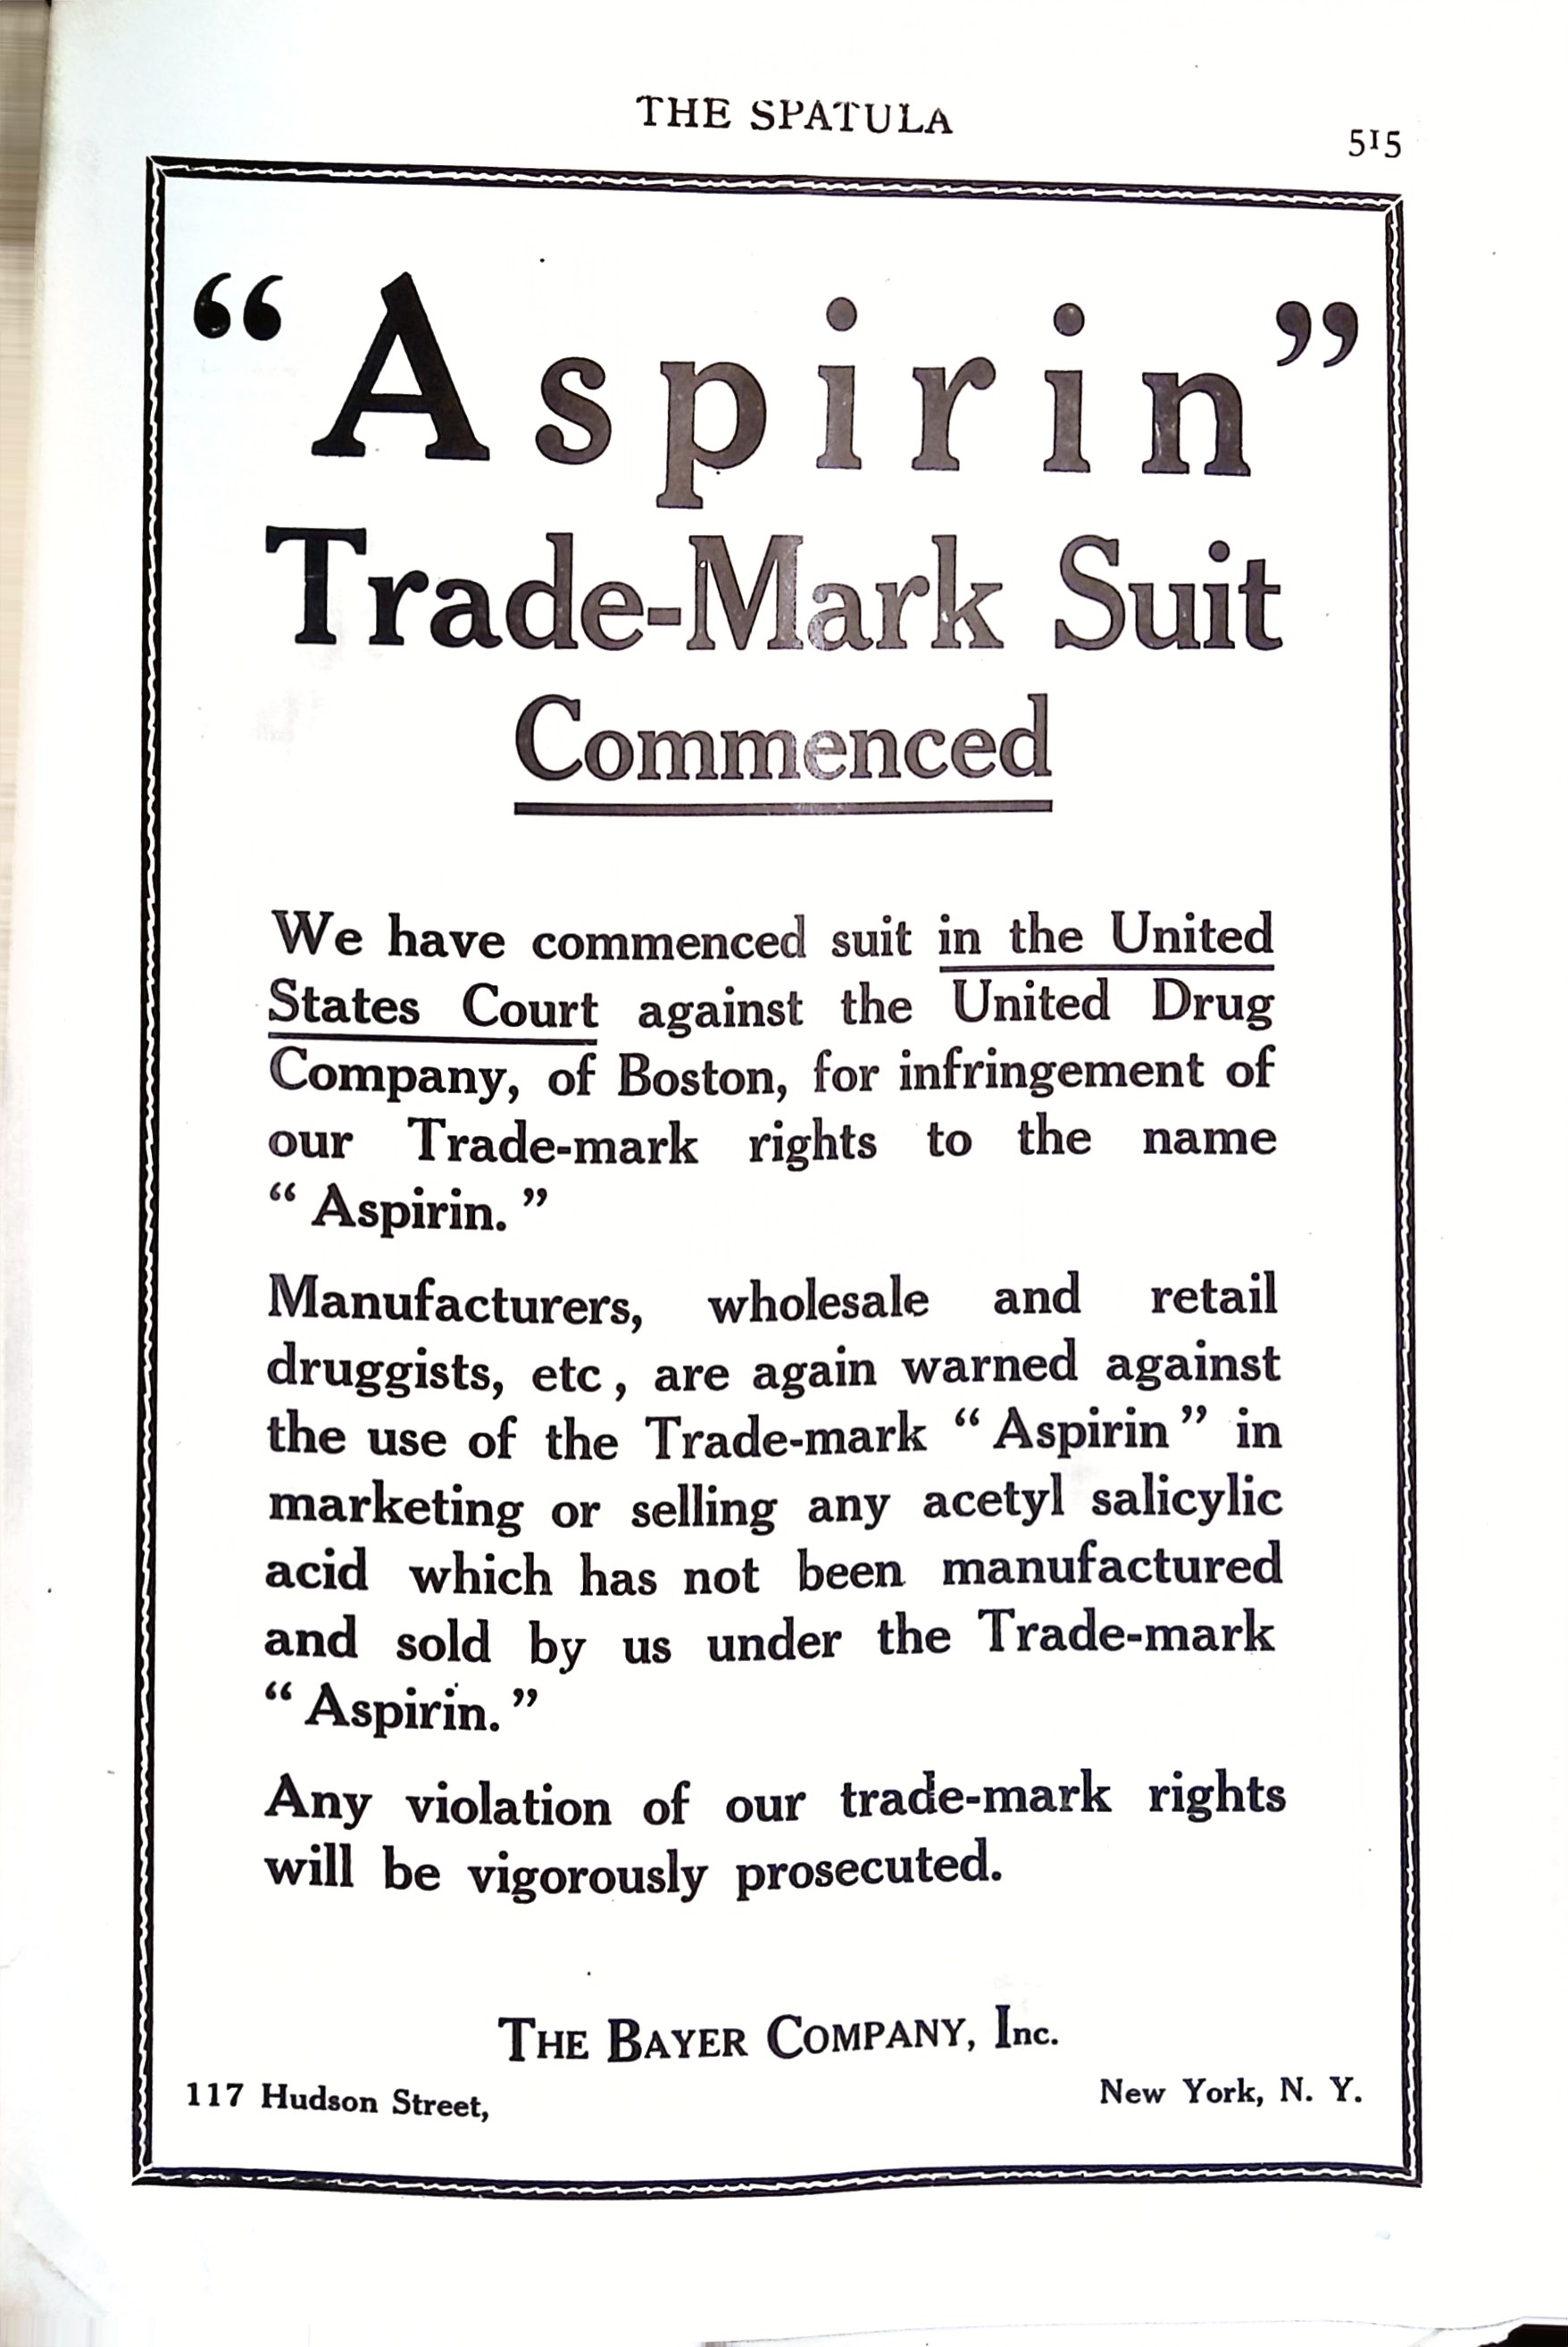 THE SPATULA
515
“Aspirin”
Trade-Mark Suit
Commenced
We have commenced suit in the United
States Court against the United Drug
Company, of Boston, for infringement of
our Trade-mark rights to the name
“ Aspirin. ”
Manufacturers, wholesale and retail
druggists, etc , are again warned against
the use of the Trade-mark “ Aspirin ” in
marketing or selling any acetyl salicylic
acid which has not been manufactured
and sold by us under the Trade-mark
“ Aspirin. ”
Any violation of our trade-mark rights
will be vigorously prosecuted.
THE BAYER COMPANY, Inc.
117 Hudson Street, New York, N. Y.